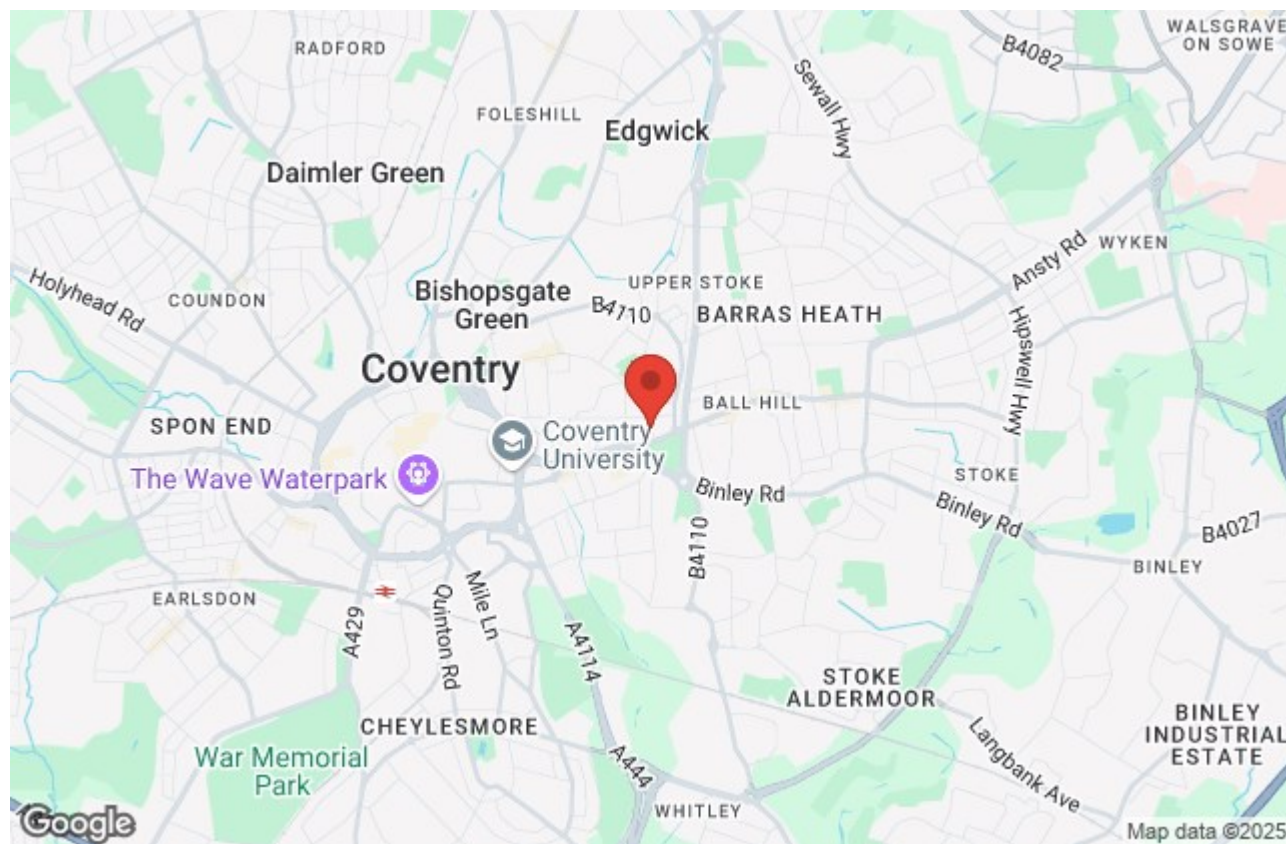 WALSGRAVE
ON SOWE
RADFORD
B4082
Sewall Hwy
FOLESHILL
Edgwick
Daimler Green
WYKEN
Ansty Rd
Holyhead Rd
COUNDON
Bishopsgate
Green
UPPER STOKE
B4110
BARRAS HEATH
Hipswell Hwy
Coventry
BALL HILL
SPON END
Coventry
University
The Wave Waterpark
STOKE
Binley Rd
Binley Rd
B4027
B4110
BINLEY
EARLSDON
A429
Quinton Rd
Mile Ln
A4114
STOKE
ALDERMOOR
CHEYLESMORE
BINLEY
INDUSTRIAL
ESTATE
Langbank Ave
War Memorial
Park
A444
WHITLEY
Google
Map data ©2025